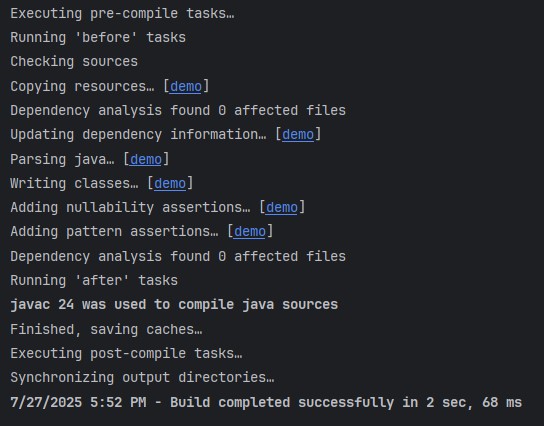 Executing pre-compile tasks…
Running 'before' tasks
Checking sources
Copying resources… [demo]
Dependency analysis found 0 affected files
Updating dependency information… [demo]
Parsing java… [demo]
Writing classes… [demo]
Adding nullability assertions… [demo]
Adding pattern assertions… [demo]
Dependency analysis found 0 affected files
Running 'after' tasks
javac 24 was used to compile java sources
Finished, saving caches…
Executing post-compile tasks…
Synchronizing output directories…
7/27/2025 5:52 PM - Build completed successfully in 2 sec, 68 ms